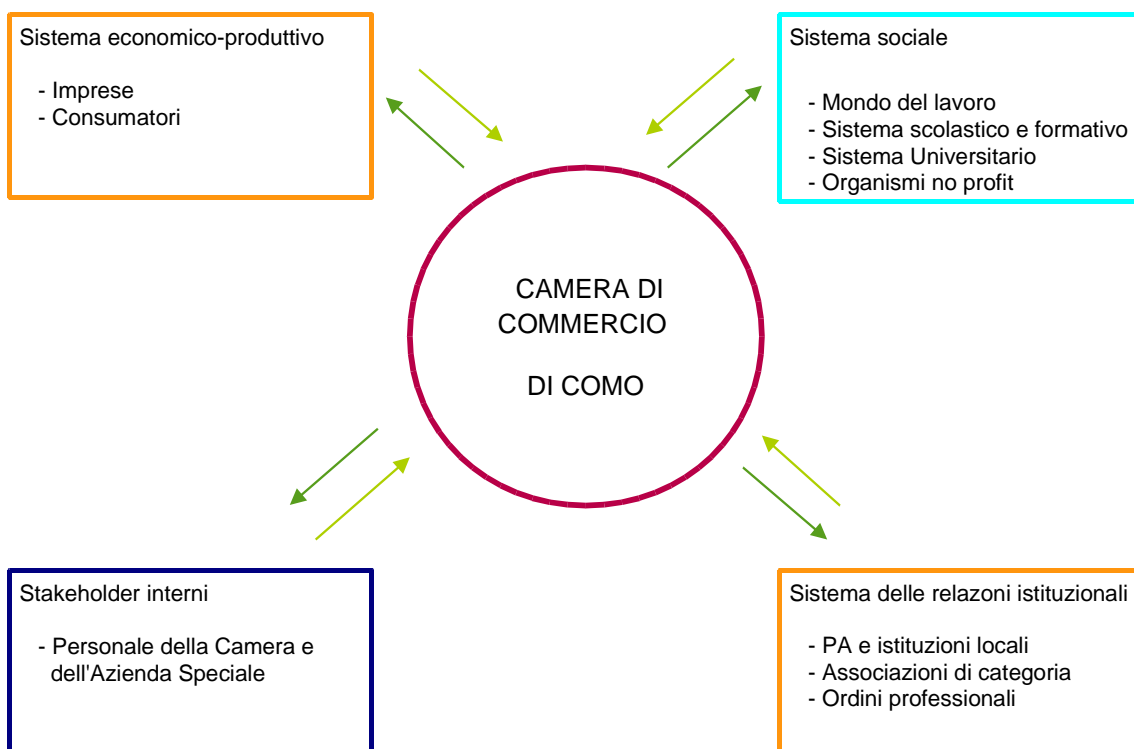 Sistema economico-produttivo
- Imprese
- Consumatori
Sistema sociale
- Mondo del lavoro
- Sistema scolastico e formativo
- Sistema Universitario
- Organismi no profit
CAMERA DI
COMMERCIO
DI COMO
Stakeholder interni
- Personale della Camera e
dell'Azienda Speciale
Sistema delle relazoni istituzionali
- PA e istituzioni locali
- Associazioni di categoria
- Ordini professionali